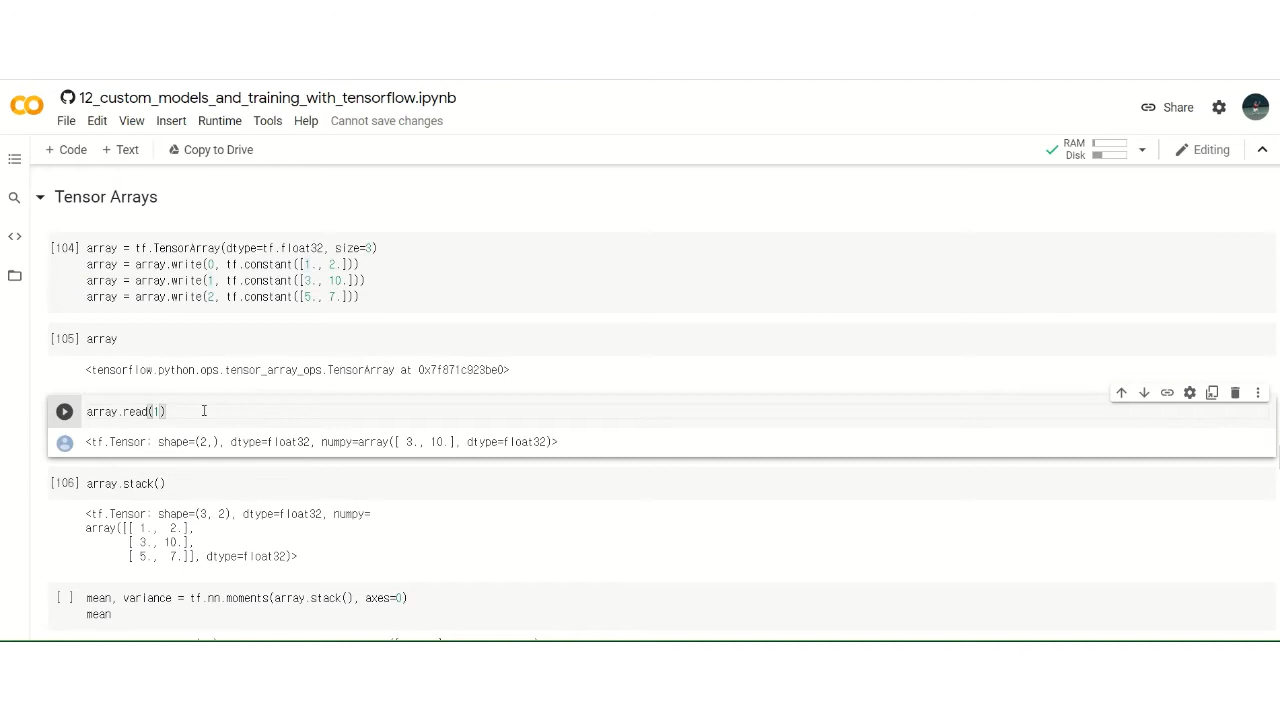 12_custom_models_and_training_with_tensorflow.ipynb
Share
File Edit View Insert Runtime Tools Help Cannot save changes
+ Code + Text Copy to Drive
RAM
Disk
Editing
Tensor Arrays
[104] array = tf.TensorArray(dtype=tf.float32, size=3)
array = array.write(0, tf.constant([1., 2.]))
array = array.write(1, tf.constant([3., 10.]))
array = array.write(2, tf.constant([5., 7.]))
[105] array
<tensorflow.python.ops.tensor_array_ops.TensorArray at 0x7f871c923be0>
array.read(1)
<tf.Tensor: shape=(2,), dtype=float32, numpy=array([ 3., 10.], dtype=float32)>
[106] array.stack()
<tf.Tensor: shape=(3, 2), dtype=float32, numpy=
array([[ 1., 2.],
[ 3., 10.],
[ 5., 7.]], dtype=float32)>
[ ] mean, variance = tf.nn.moments(array.stack(), axes=0)
mean